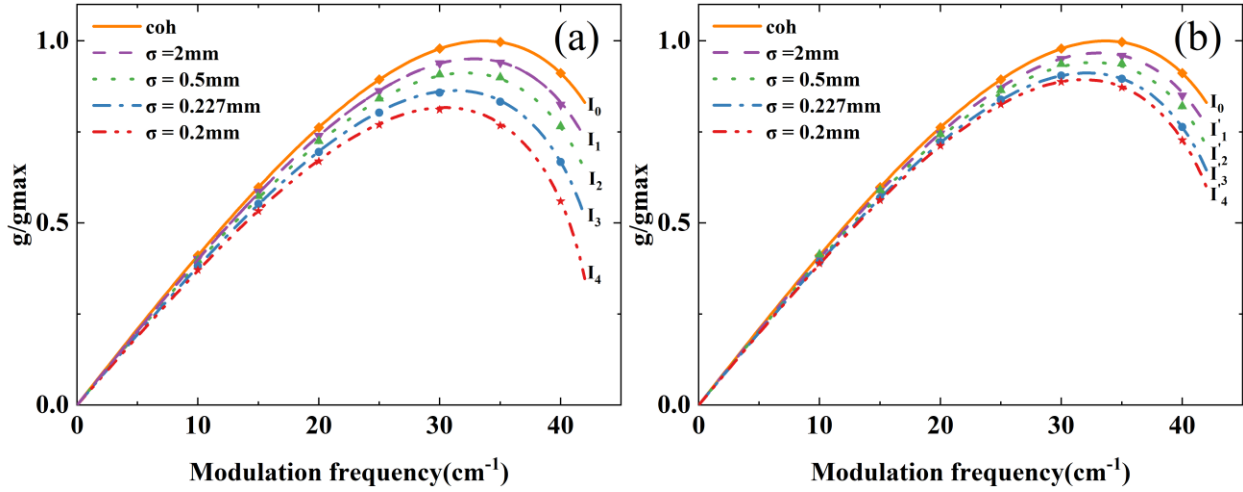 (a)
coh
σ =2mm
σ = 0.5mm
σ = 0.227mm
σ = 0.2mm
I₀
I₁
I₂
I₃
I₄
g/gmax
1.0
0.5
0.0
0 10 20 30 40
Modulation frequency(cm⁻¹)
(b)
coh
σ =2mm
σ = 0.5mm
σ = 0.227mm
σ = 0.2mm
I₀
I'₁
I'₂
I'₃
I'₄
g/gmax
1.0
0.5
0.0
0 10 20 30 40
Modulation frequency(cm⁻¹)